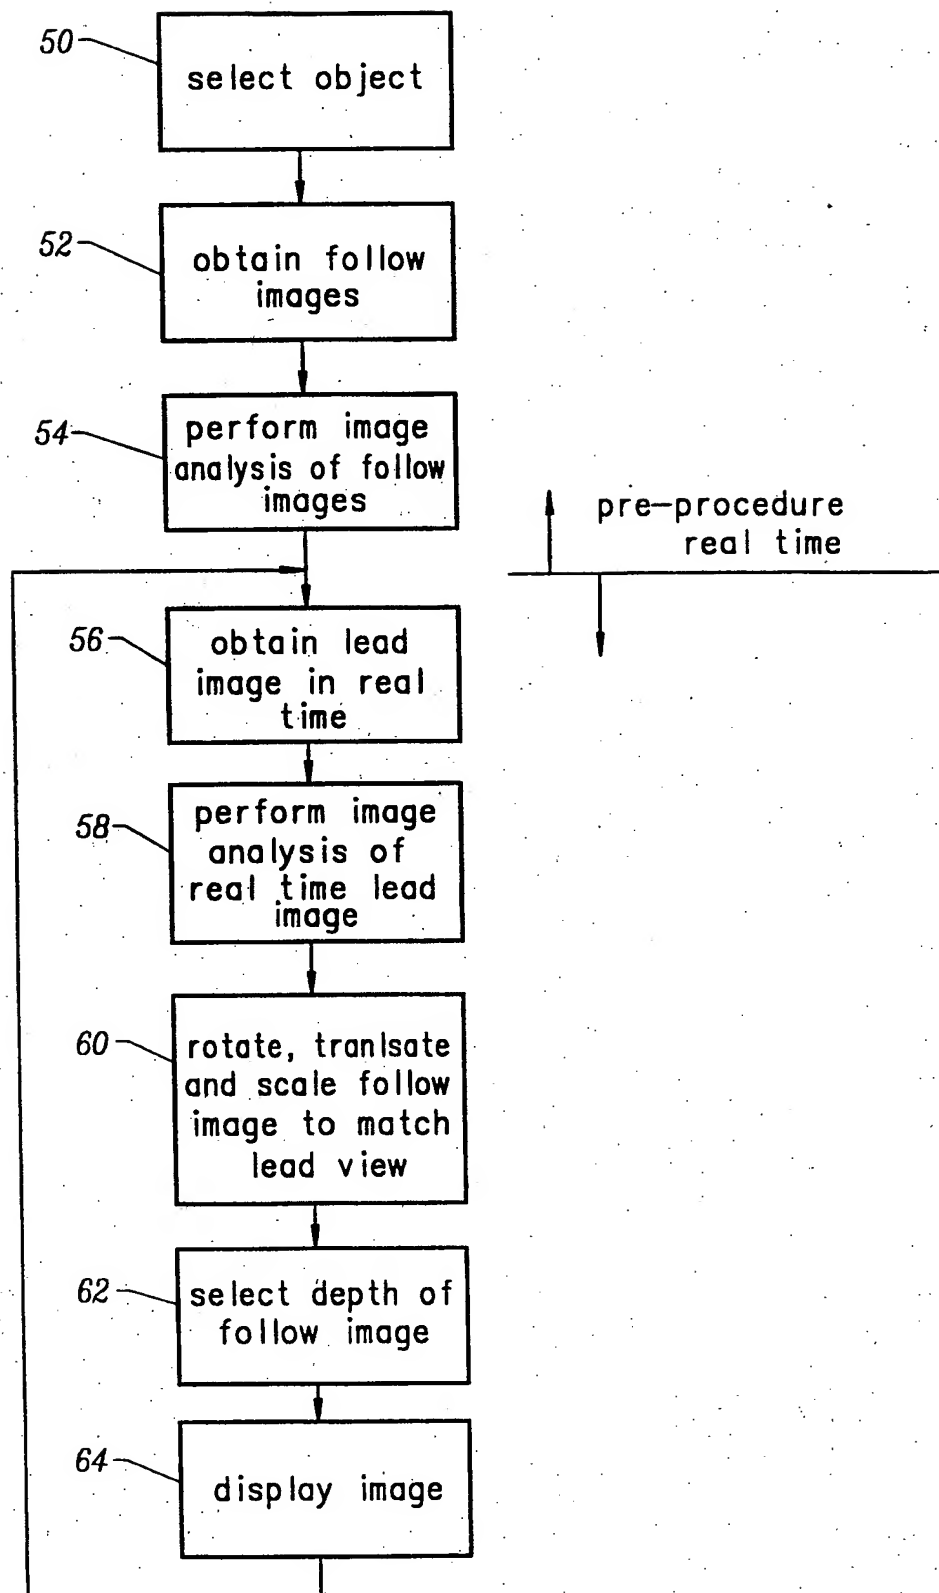 50
select object
52
obtain follow
images
54
perform image
analysis of follow
images
pre-procedure
real time
56
obtain lead
image in real
time
58
perform image
analysis of
real time lead
image
60
rotate, tranlsate
and scale follow
image to match
lead view
62
select depth of
follow image
64
display image